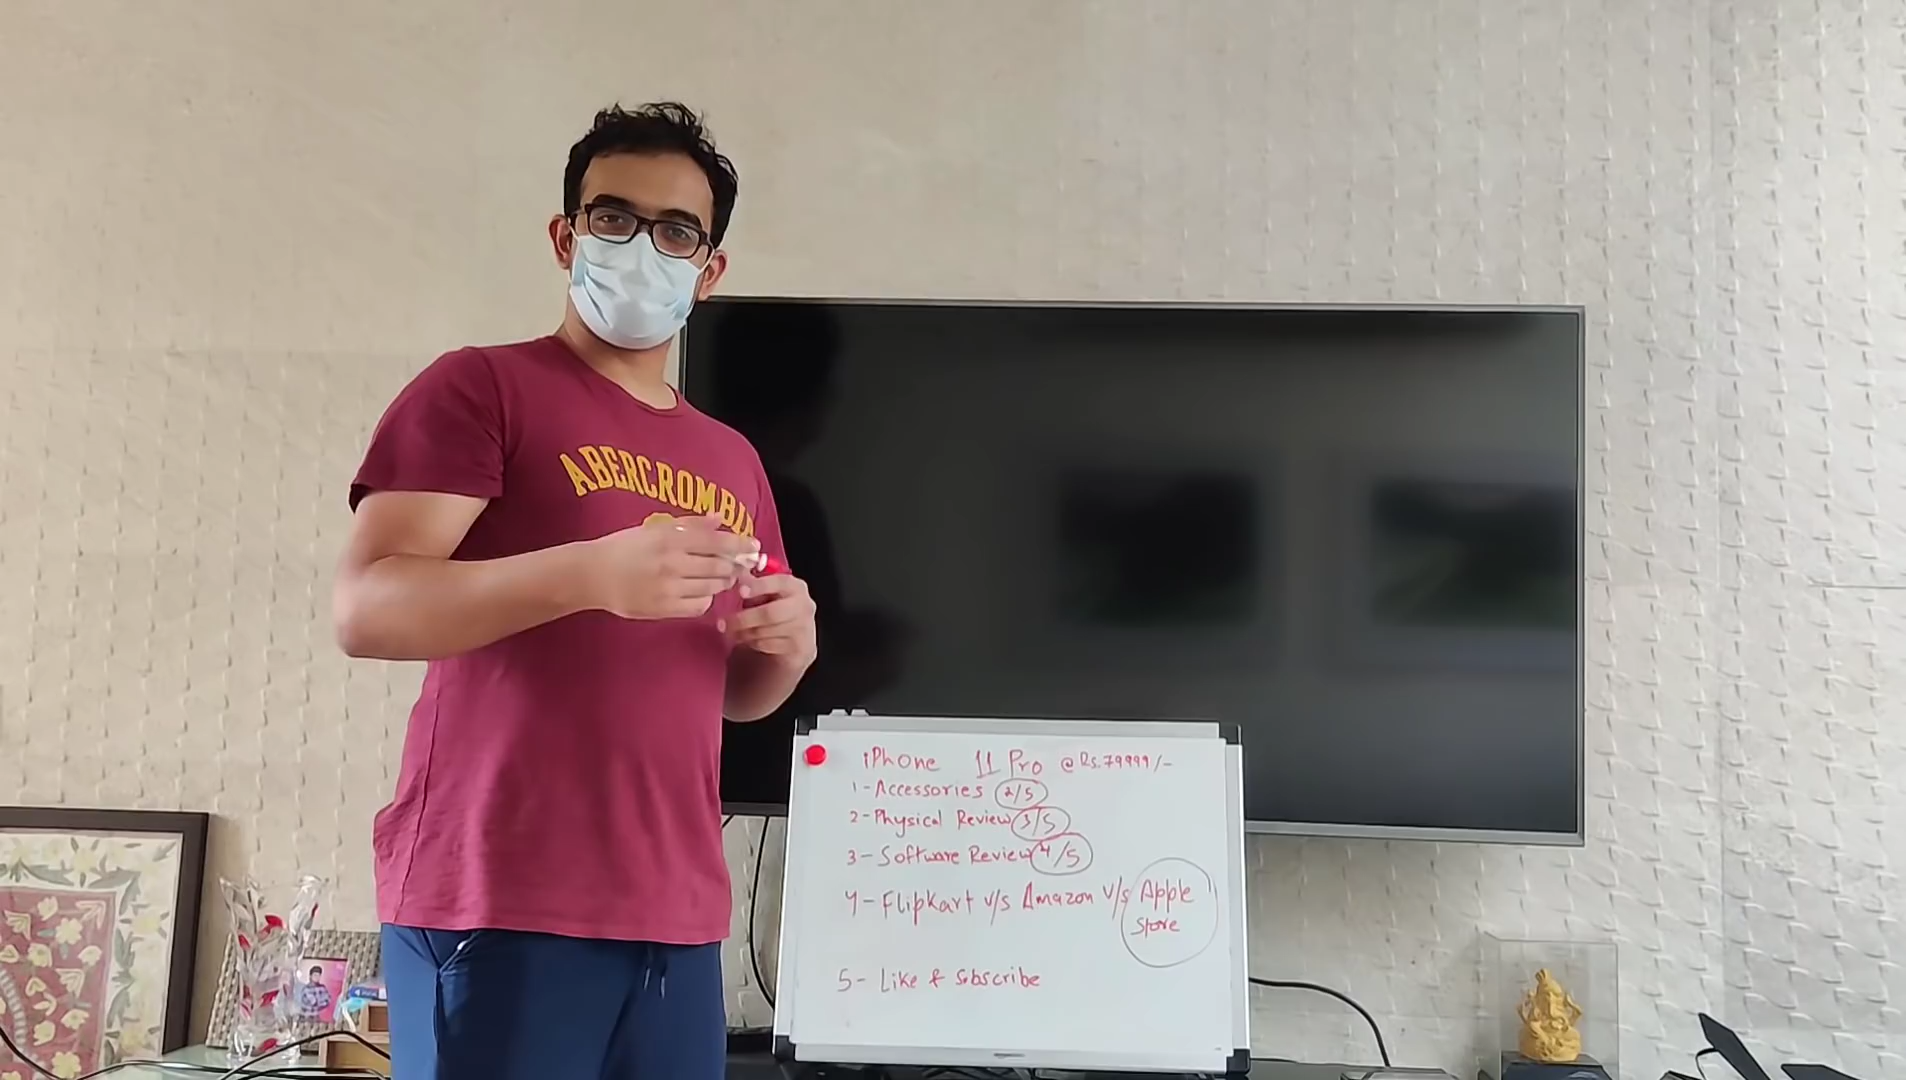 ABERCROMBIE
iPhone 11 Pro @ Rs. 79999/-
1-Accessories 2/5
2-Physical Review 3/5
3-Software Review 4/5
4-Flipkart v/s Amazon v/s Apple
Store
5- Like & Subscribe